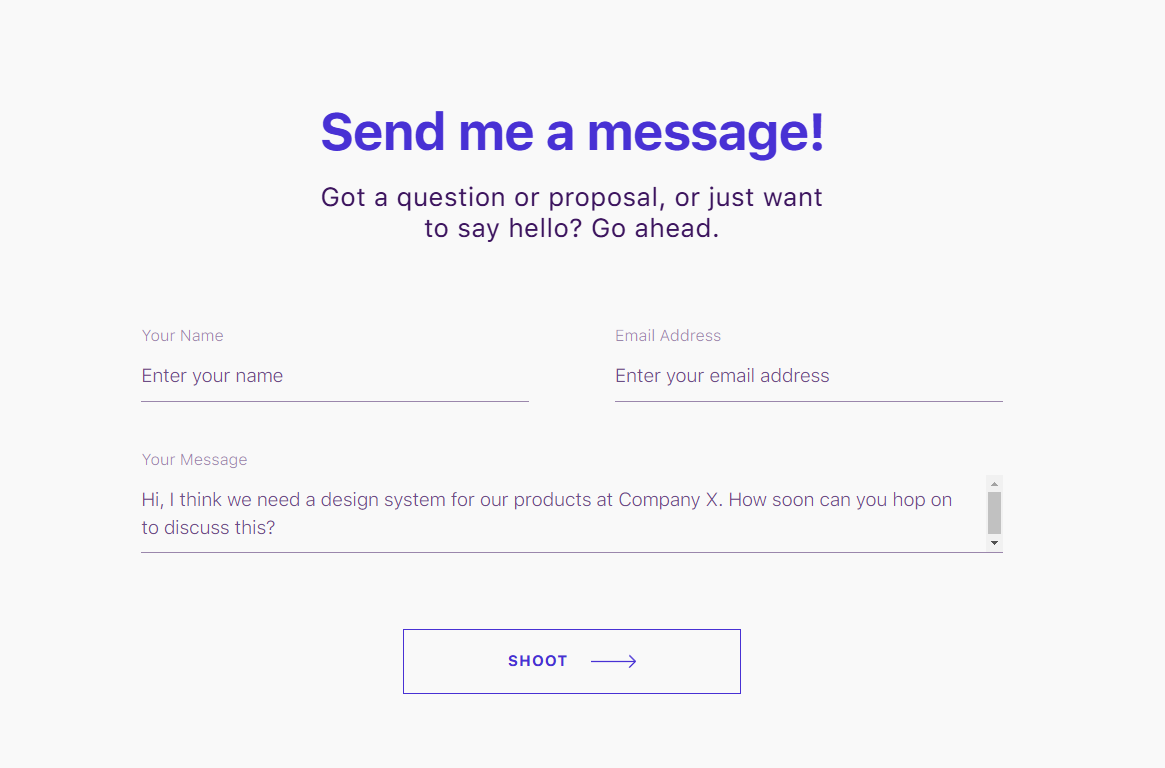 Send me a message!
Got a question or proposal, or just want
to say hello? Go ahead.
Your Name
Email Address
Enter your name
Enter your email address
Your Message
Hi, I think we need a design system for our products at Company X. How soon can you hop on
to discuss this?
SHOOT